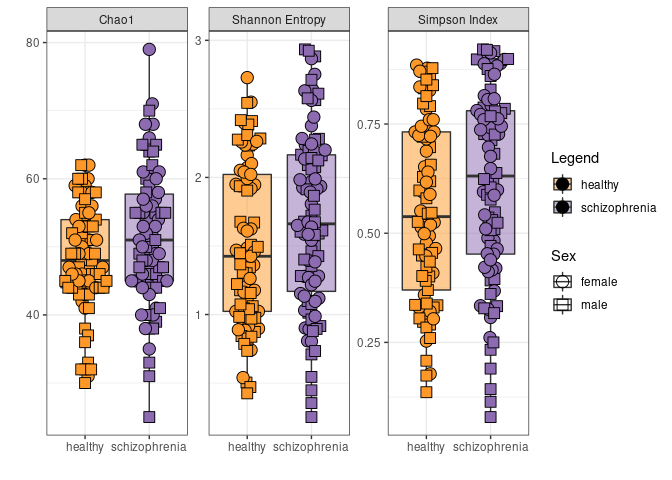 Chao1
Shannon Entropy
Simpson Index
80
60
40
3
2
1
0.75
0.50
0.25
healthy
schizophrenia
healthy
schizophrenia
healthy
schizophrenia
Legend
healthy
schizophrenia
Sex
female
male